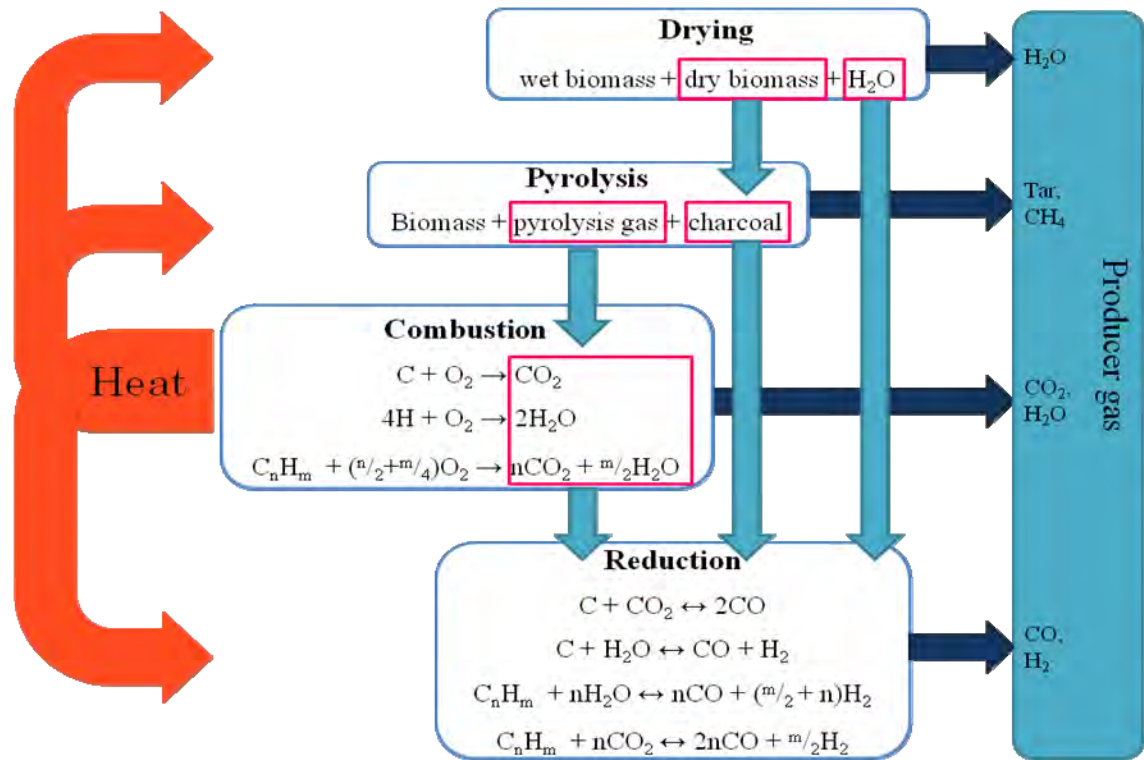 Drying
wet biomass + dry biomass + H₂O
H₂O
Pyrolysis
Biomass + pyrolysis gas + charcoal
Tar,
CH₄
Heat
Combustion
C + O₂ → CO₂
4H + O₂ → 2H₂O
CₙHₘ + (ⁿ/₂+ᵐ/₄)O₂ → nCO₂ + ᵐ/₂H₂O
CO₂,
H₂O
Reduction
C + CO₂ ↔ 2CO
C + H₂O ↔ CO + H₂
CₙHₘ + nH₂O ↔ nCO + (ᵐ/₂ + n)H₂
CₙHₘ + nCO₂ ↔ 2nCO + ᵐ/₂H₂
CO,
H₂
Producer gas